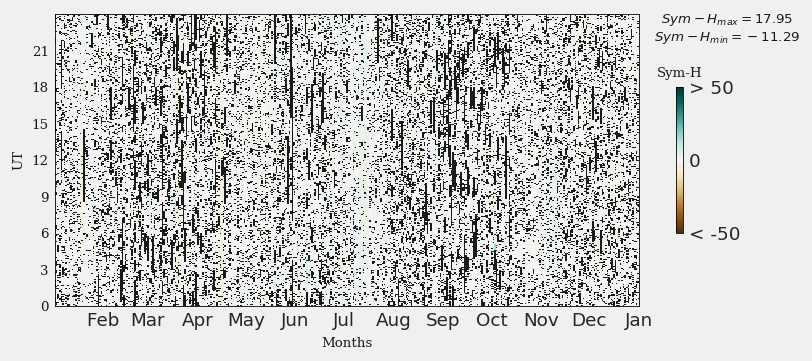 Sym−H_max = 17.95
Sym−H_min = −11.29
Sym-H
> 50
0
< -50
21
18
15
12
9
6
3
0
UT
Feb Mar Apr May Jun Jul Aug Sep Oct Nov Dec Jan
Months